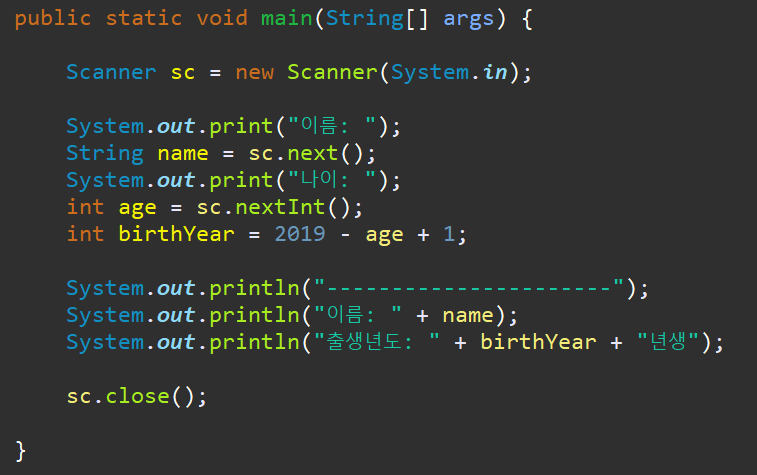 public static void main(String[] args) {
Scanner sc = new Scanner(System.in);
System.out.print("이름: ");
String name = sc.next();
System.out.print("나이: ");
int age = sc.nextInt();
int birthYear = 2019 - age + 1;
System.out.println("----------------------");
System.out.println("이름: " + name);
System.out.println("출생년도: " + birthYear + "년생");
sc.close();
}